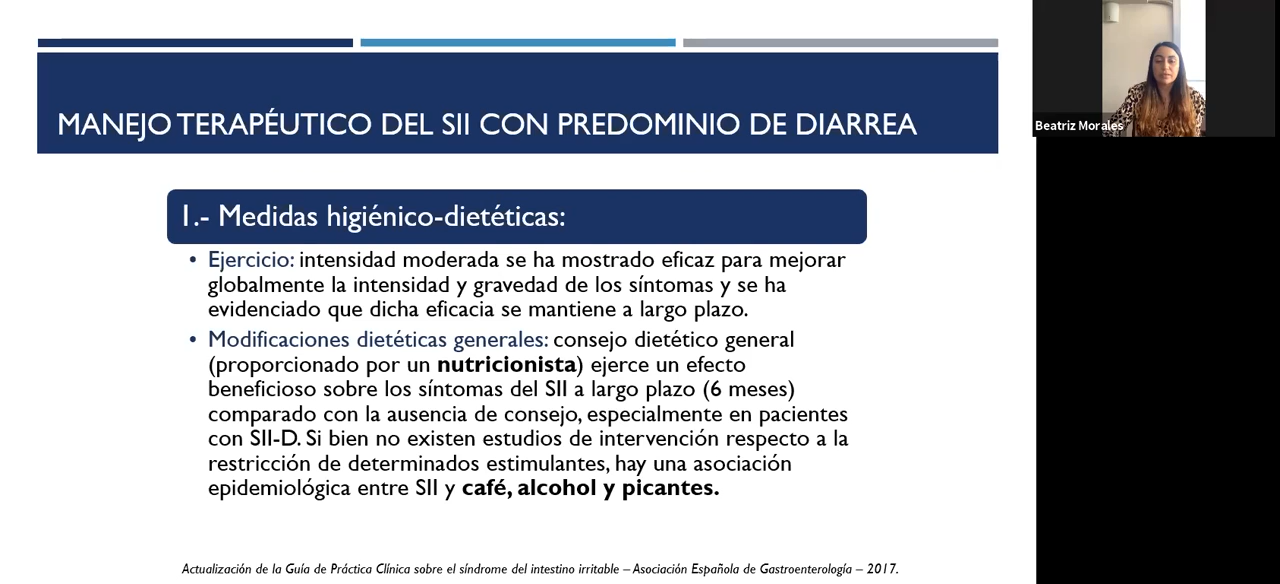 MANEJO TERAPÉUTICO DEL SII CON PREDOMINIO DE DIARREA
1.- Medidas higiénico-dietéticas:
• Ejercicio: intensidad moderada se ha mostrado eficaz para mejorar
globalmente la intensidad y gravedad de los síntomas y se ha
evidenciado que dicha eficacia se mantiene a largo plazo.
• Modificaciones dietéticas generales: consejo dietético general
(proporcionado por un nutricionista) ejerce un efecto
beneficioso sobre los síntomas del SII a largo plazo (6 meses)
comparado con la ausencia de consejo, especialmente en pacientes
con SII-D. Si bien no existen estudios de intervención respecto a la
restricción de determinados estimulantes, hay una asociación
epidemiológica entre SII y café, alcohol y picantes.
Actualización de la Guía de Práctica Clínica sobre el síndrome del intestino irritable – Asociación Española de Gastroenterología – 2017.
Beatriz Morales